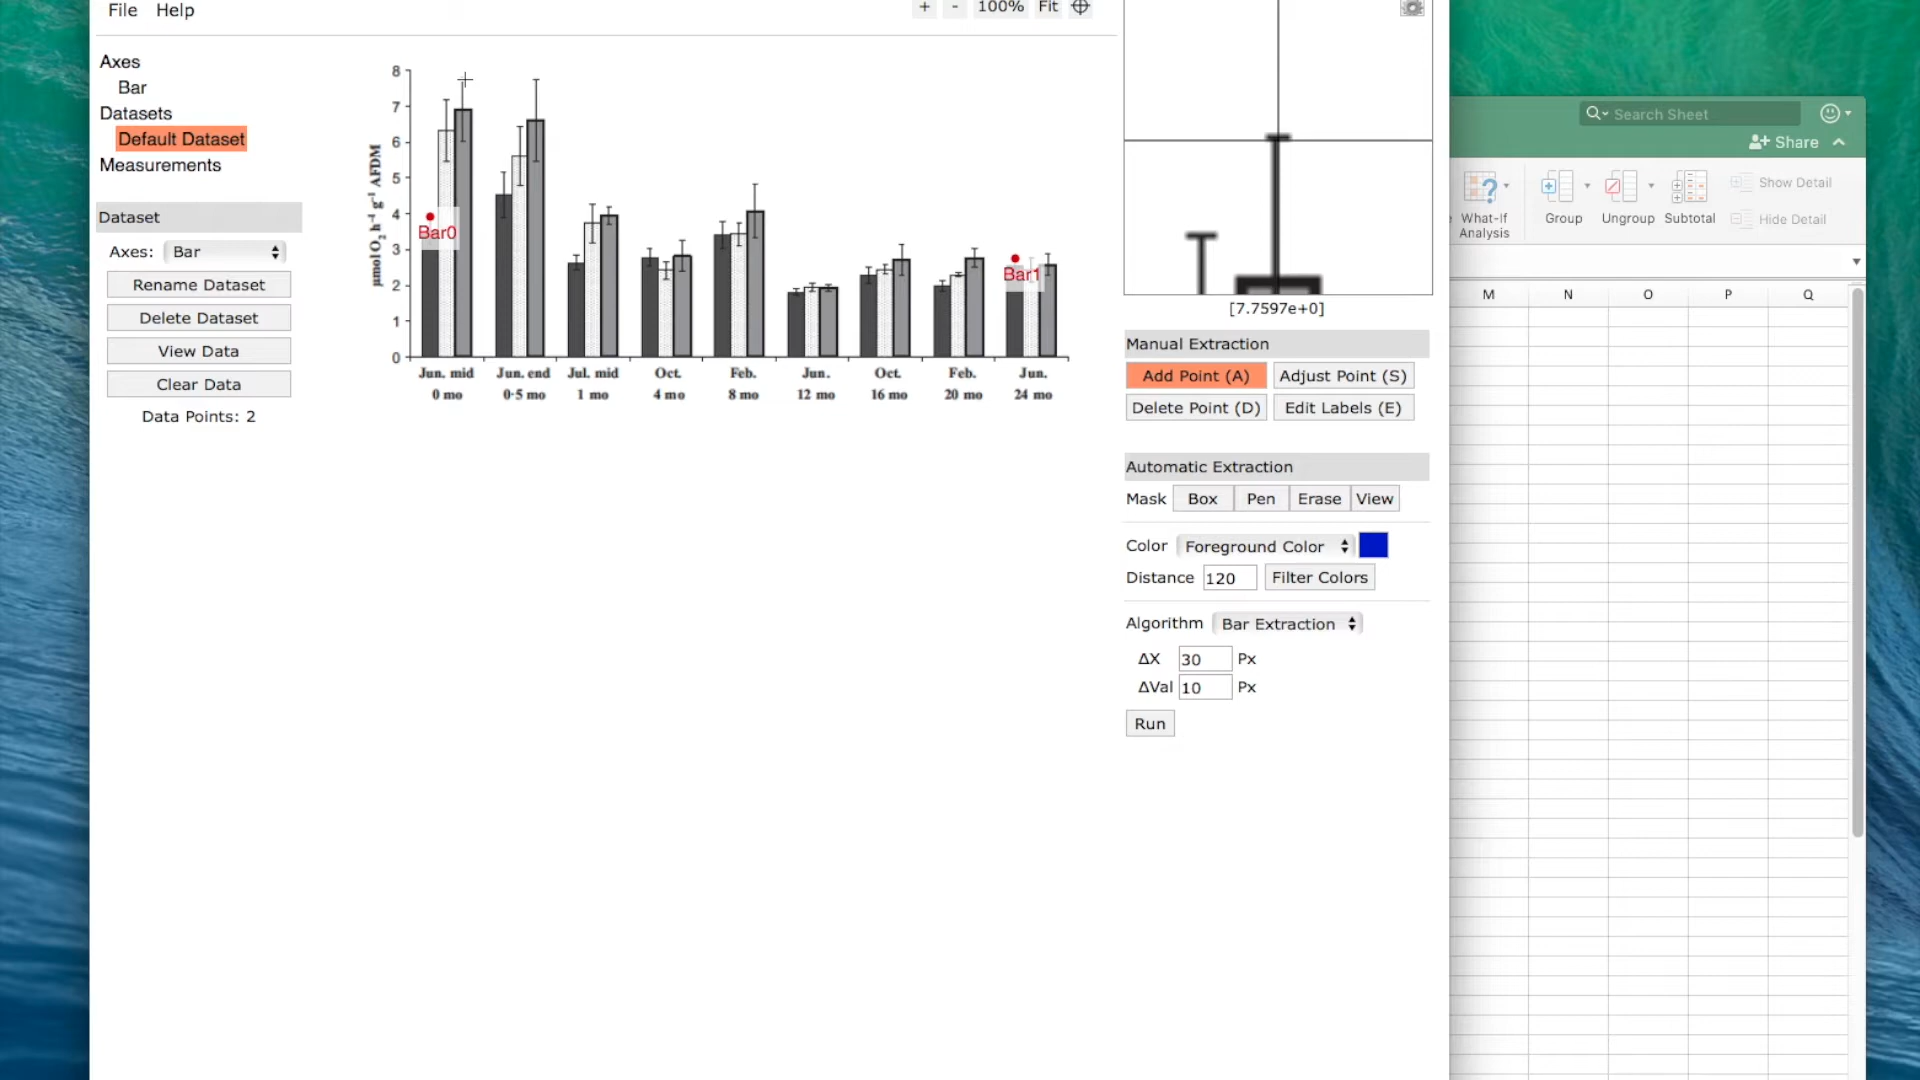 File Help
+ - 100% Fit
Axes
Bar
Datasets
Default Dataset
Measurements
Dataset
Axes: Bar
Rename Dataset
Delete Dataset
View Data
Clear Data
Data Points: 2
8
7
6
5
4
3
2
1
0
µmol O2 h-1 g-1 AFDM
Bar0
Bar1
Jun. mid Jun. end Jul. mid Oct. Feb. Jun. Oct. Feb. Jun.
0 mo 0·5 mo 1 mo 4 mo 8 mo 12 mo 16 mo 20 mo 24 mo
[7.7597e+0]
Manual Extraction
Add Point (A) Adjust Point (S)
Delete Point (D) Edit Labels (E)
Automatic Extraction
Mask Box Pen Erase View
Color Foreground Color
Distance 120 Filter Colors
Algorithm Bar Extraction
ΔX 30 Px
ΔVal 10 Px
Run
Search Sheet
Share
What-If
Analysis
Group Ungroup Subtotal
Show Detail
Hide Detail
M N O P Q